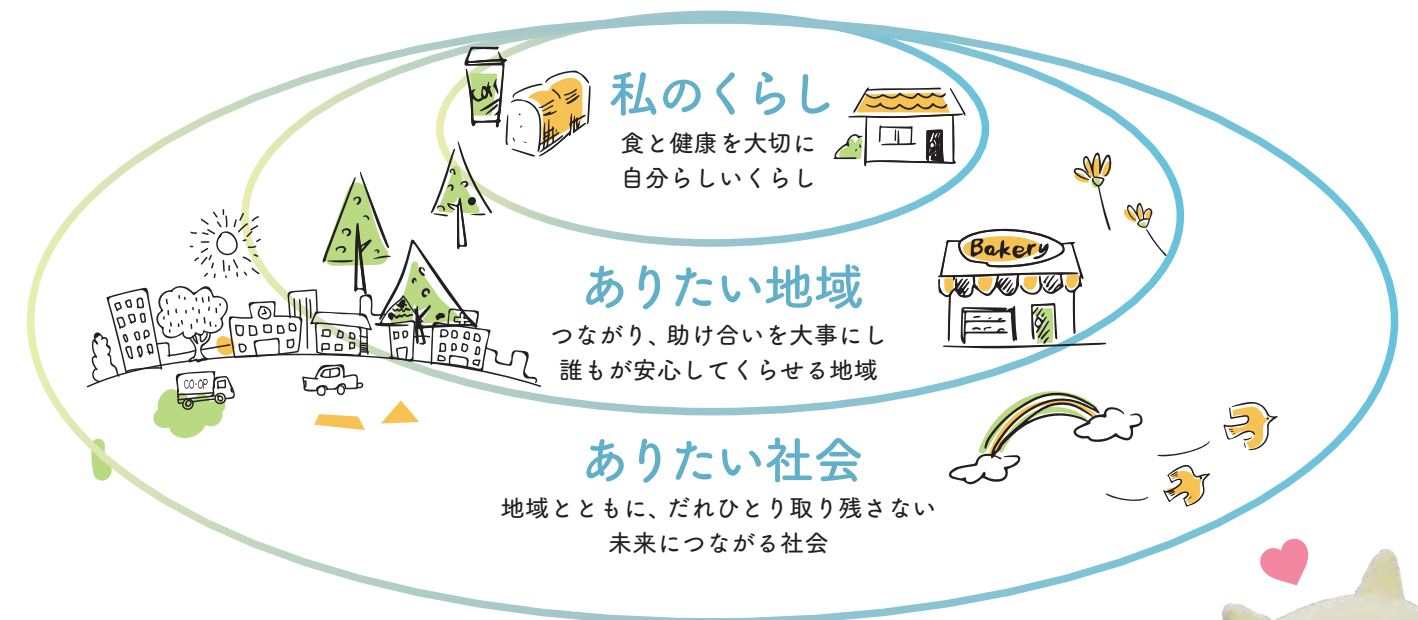 私のくらし
食と健康を大切に
自分らしいくらし
ありたい地域
つながり、助け合いを大事にし
誰もが安心してくらせる地域
Bakery
CO・OP
ありたい社会
地域とともに、だれひとり取り残さない
未来につながる社会